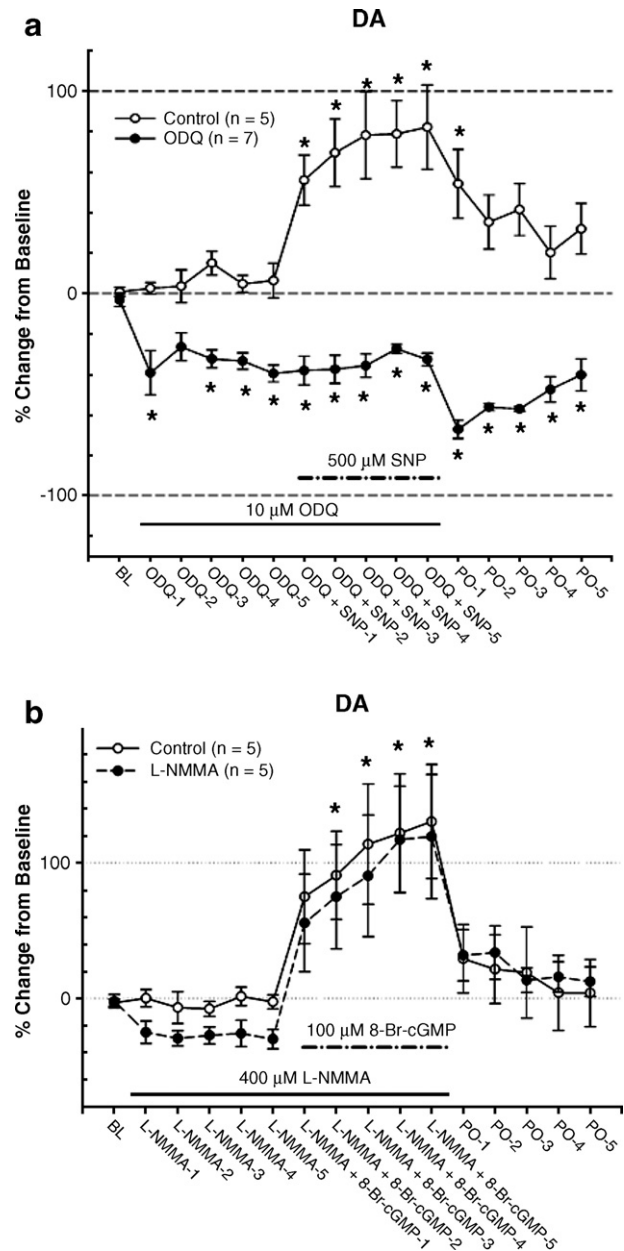 a
DA
100
Control (n = 5)
ODQ (n = 7)
% Change from Baseline
0
500 µM SNP
-100
10 µM ODQ
BL
ODQ-1
ODQ-2
ODQ-3
ODQ-4
ODQ-5
ODQ + SNP-1
ODQ + SNP-2
ODQ + SNP-3
ODQ + SNP-4
ODQ + SNP-5
PO-1
PO-2
PO-3
PO-4
PO-5
b
DA
Control (n = 5)
L-NMMA (n = 5)
100
% Change from Baseline
0
100 µM 8-Br-cGMP
400 µM L-NMMA
BL
L-NMMA-1
L-NMMA-2
L-NMMA-3
L-NMMA-4
L-NMMA-5
L-NMMA + 8-Br-cGMP-1
L-NMMA + 8-Br-cGMP-2
L-NMMA + 8-Br-cGMP-3
L-NMMA + 8-Br-cGMP-4
L-NMMA + 8-Br-cGMP-5
PO-1
PO-2
PO-3
PO-4
PO-5